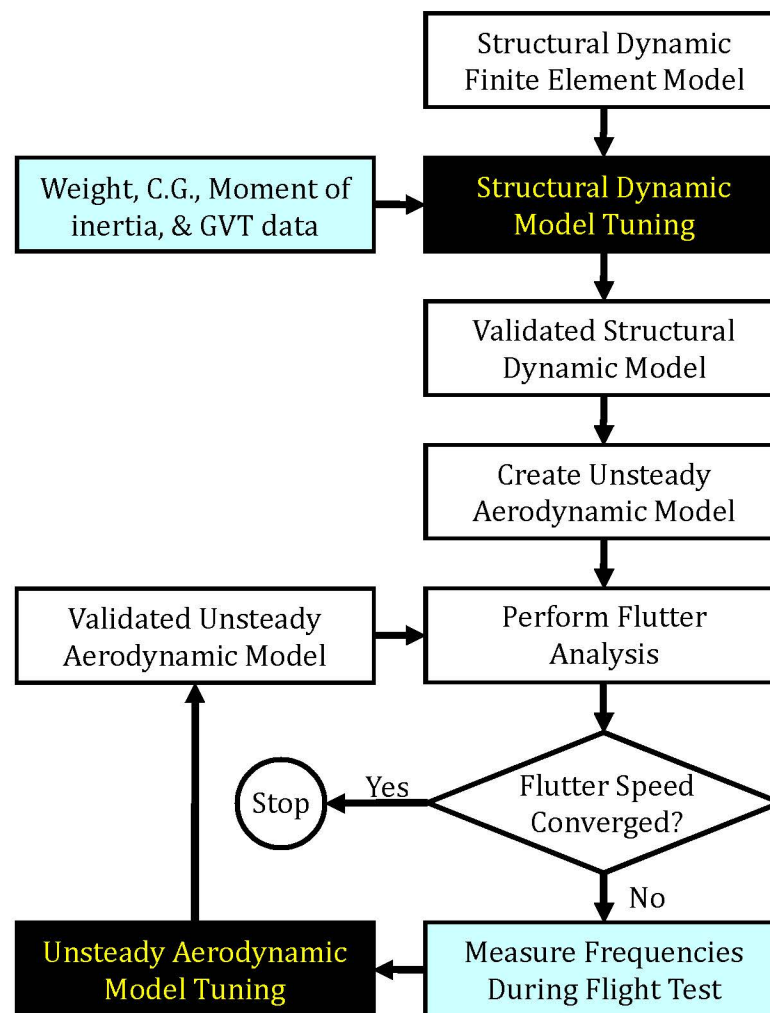 Structural Dynamic
Finite Element Model
Weight, C.G., Moment of
inertia, & GVT data
Structural Dynamic
Model Tuning
Validated Structural
Dynamic Model
Create Unsteady
Aerodynamic Model
Validated Unsteady
Aerodynamic Model
Perform Flutter
Analysis
Stop
Yes
Flutter Speed
Converged?
No
Unsteady Aerodynamic
Model Tuning
Measure Frequencies
During Flight Test